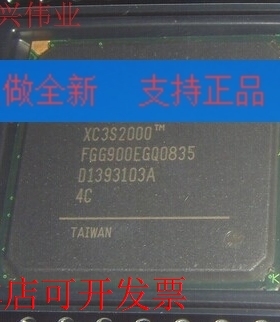 兴伟业
做全新 支持正品
XC3S2000™
FGG900EGQ0835
D1393103A
4C
TAIWAN
店可开发票